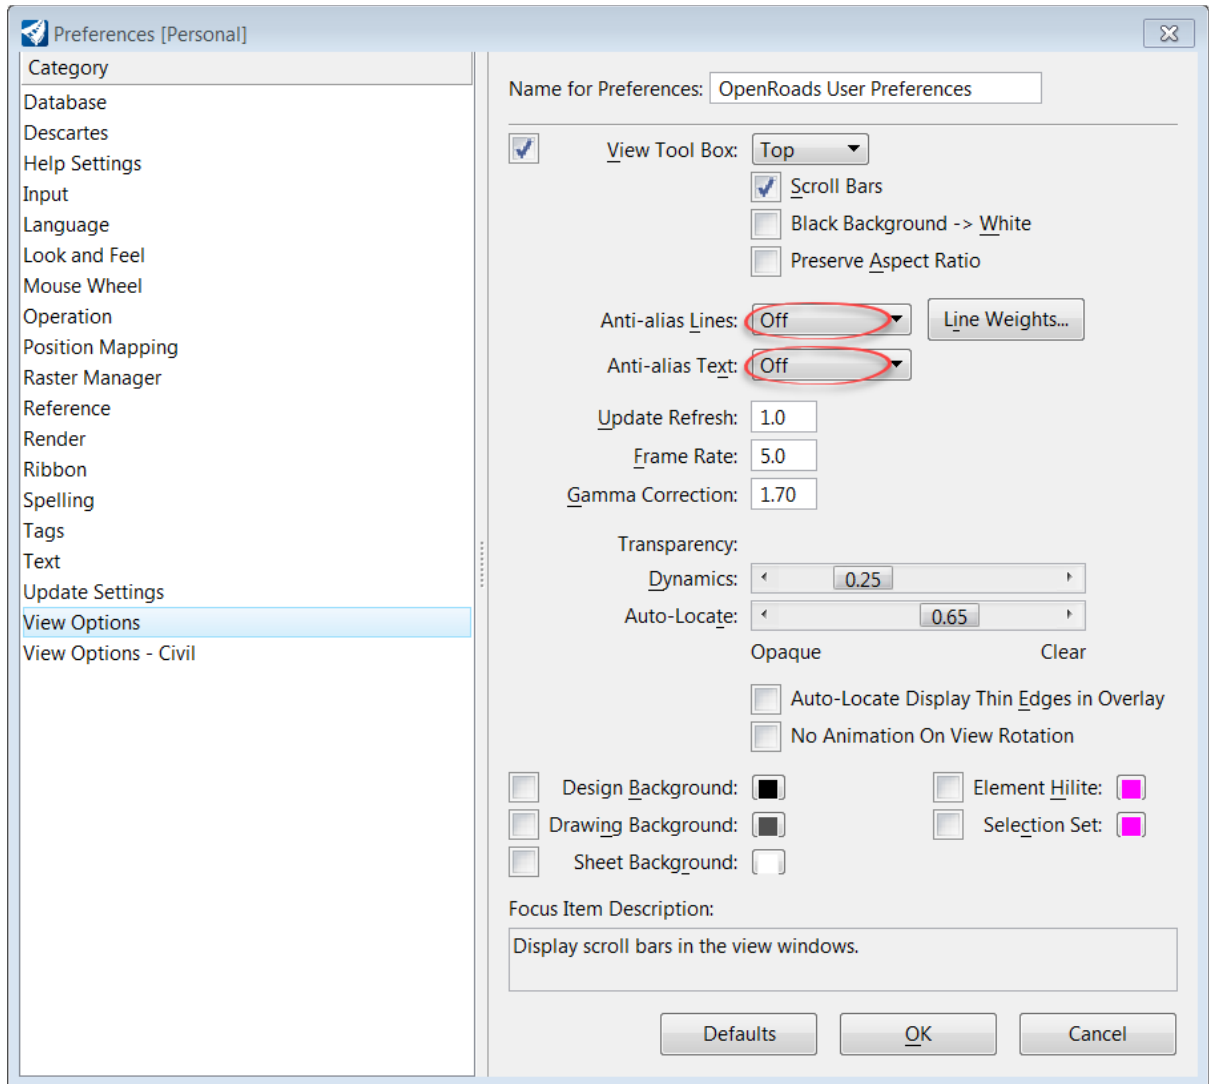 Preferences [Personal]
Category
Database
Descartes
Help Settings
Input
Language
Look and Feel
Mouse Wheel
Operation
Position Mapping
Raster Manager
Reference
Render
Ribbon
Spelling
Tags
Text
Update Settings
View Options
View Options - Civil
Name for Preferences: OpenRoads User Preferences
View Tool Box: Top
Scroll Bars
Black Background -> White
Preserve Aspect Ratio
Anti-alias Lines: Off Line Weights...
Anti-alias Text: Off
Update Refresh: 1.0
Frame Rate: 5.0
Gamma Correction: 1.70
Transparency:
Dynamics: 0.25
Auto-Locate: 0.65
Opaque Clear
Auto-Locate Display Thin Edges in Overlay
No Animation On View Rotation
Design Background: Element Hilite:
Drawing Background: Selection Set:
Sheet Background:
Focus Item Description:
Display scroll bars in the view windows.
Defaults OK Cancel